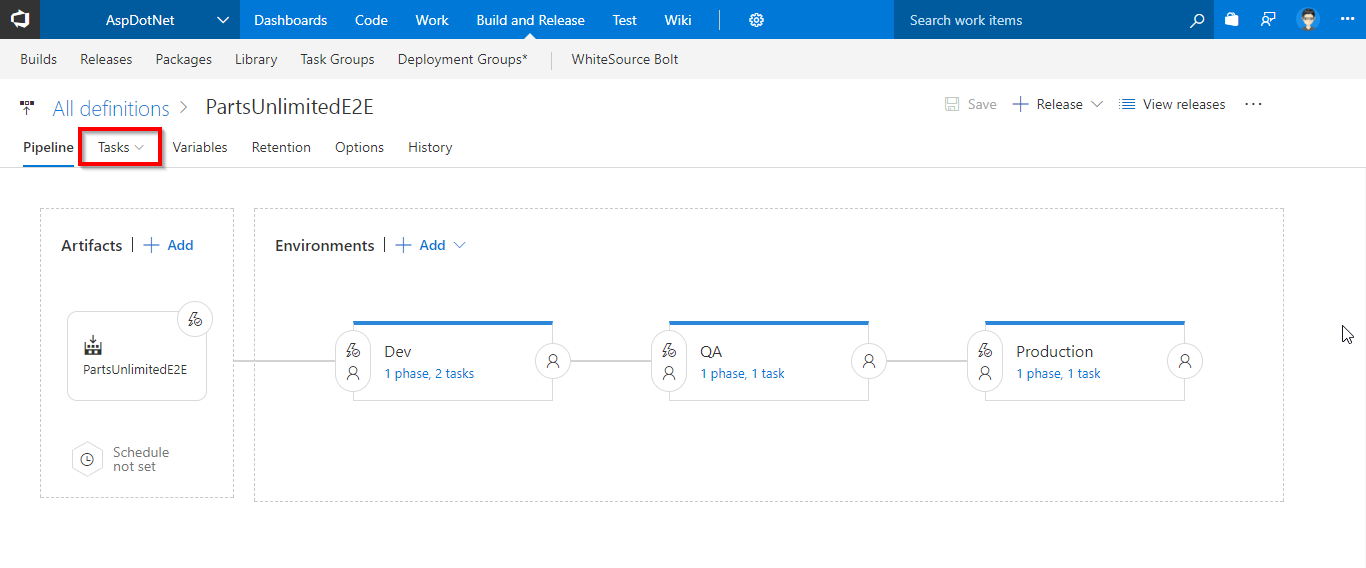 AspDotNet Dashboards Code Work Build and Release Test Wiki Search work items
Builds Releases Packages Library Task Groups Deployment Groups* WhiteSource Bolt
All definitions > PartsUnlimitedE2E Save Release View releases ...
Pipeline Tasks Variables Retention Options History
Artifacts | + Add
Environments | + Add
PartsUnlimitedE2E
Schedule
not set
Dev
1 phase, 2 tasks
QA
1 phase, 1 task
Production
1 phase, 1 task